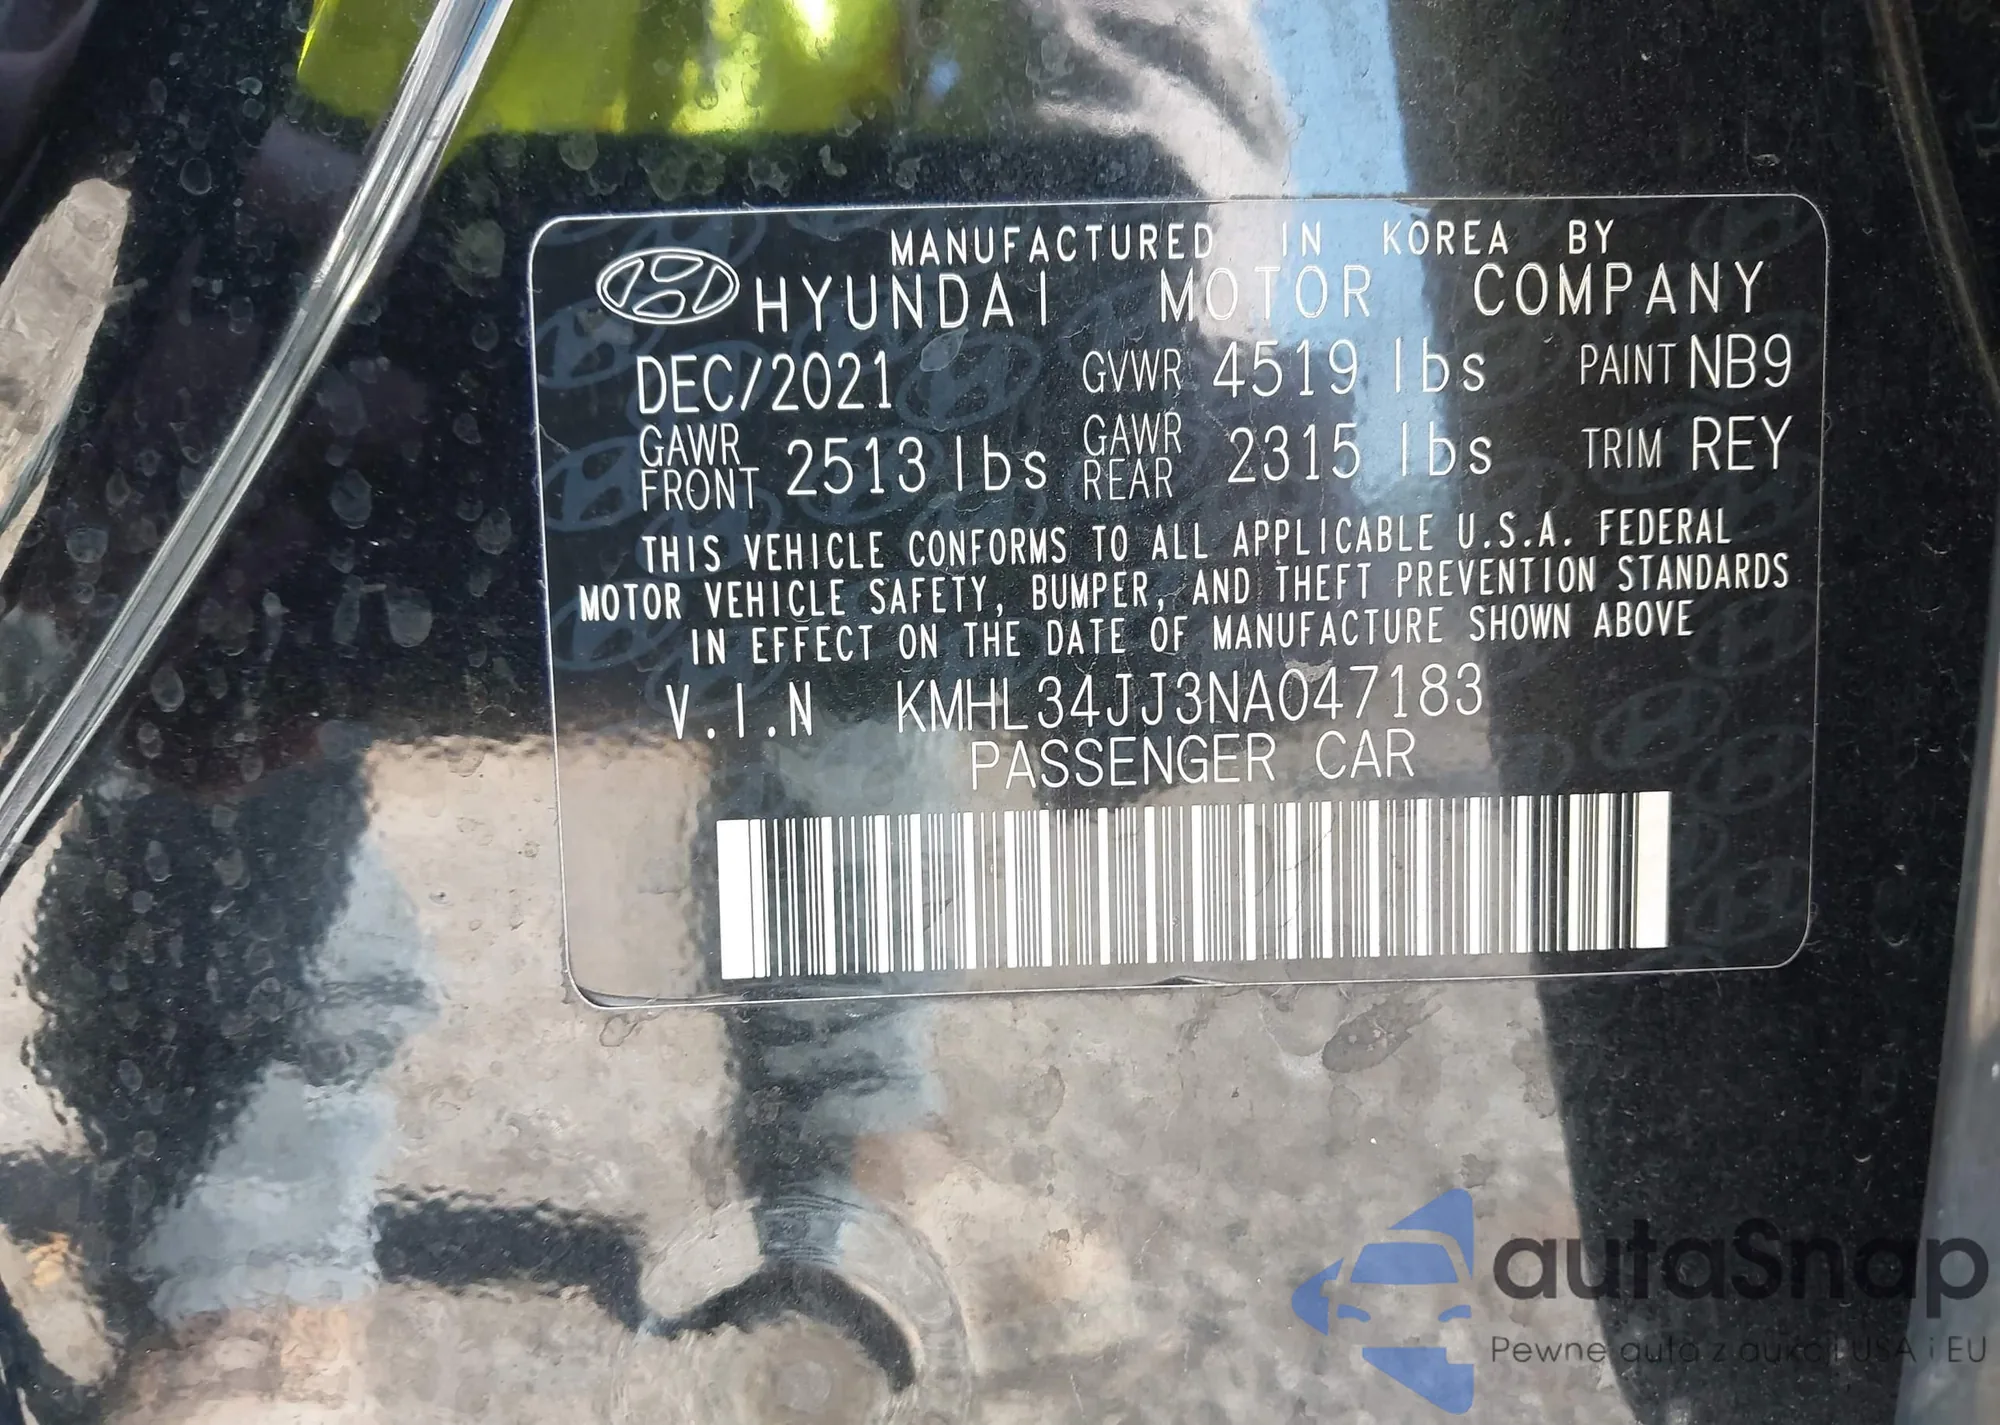 MANUFACTURED IN KOREA BY
HYUNDAI MOTOR COMPANY
DEC/2021 GVWR 4519 lbs PAINT NB9
GAWR FRONT 2513 lbs GAWR REAR 2315 lbs TRIM REY
THIS VEHICLE CONFORMS TO ALL APPLICABLE U.S.A. FEDERAL
MOTOR VEHICLE SAFETY, BUMPER, AND THEFT PREVENTION STANDARDS
IN EFFECT ON THE DATE OF MANUFACTURE SHOWN ABOVE
V.I.N KMHL34JJ3NA047183
PASSENGER CAR
autaSnap
Pewne auta z aukcji USA i EU